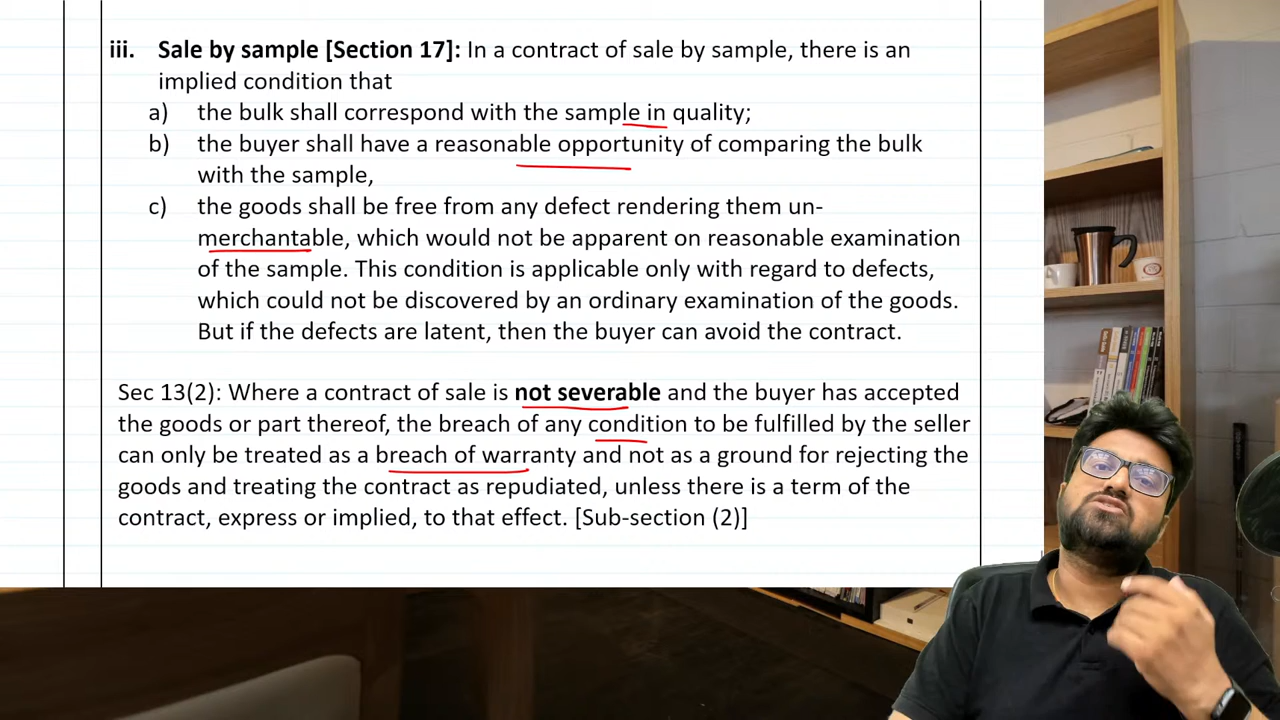 iii. Sale by sample [Section 17]: In a contract of sale by sample, there is an
implied condition that
a) the bulk shall correspond with the sample in quality;
b) the buyer shall have a reasonable opportunity of comparing the bulk
with the sample,
c) the goods shall be free from any defect rendering them un-
merchantable, which would not be apparent on reasonable examination
of the sample. This condition is applicable only with regard to defects,
which could not be discovered by an ordinary examination of the goods.
But if the defects are latent, then the buyer can avoid the contract.
Sec 13(2): Where a contract of sale is not severable and the buyer has accepted
the goods or part thereof, the breach of any condition to be fulfilled by the seller
can only be treated as a breach of warranty and not as a ground for rejecting the
goods and treating the contract as repudiated, unless there is a term of the
contract, express or implied, to that effect. [Sub-section (2)]